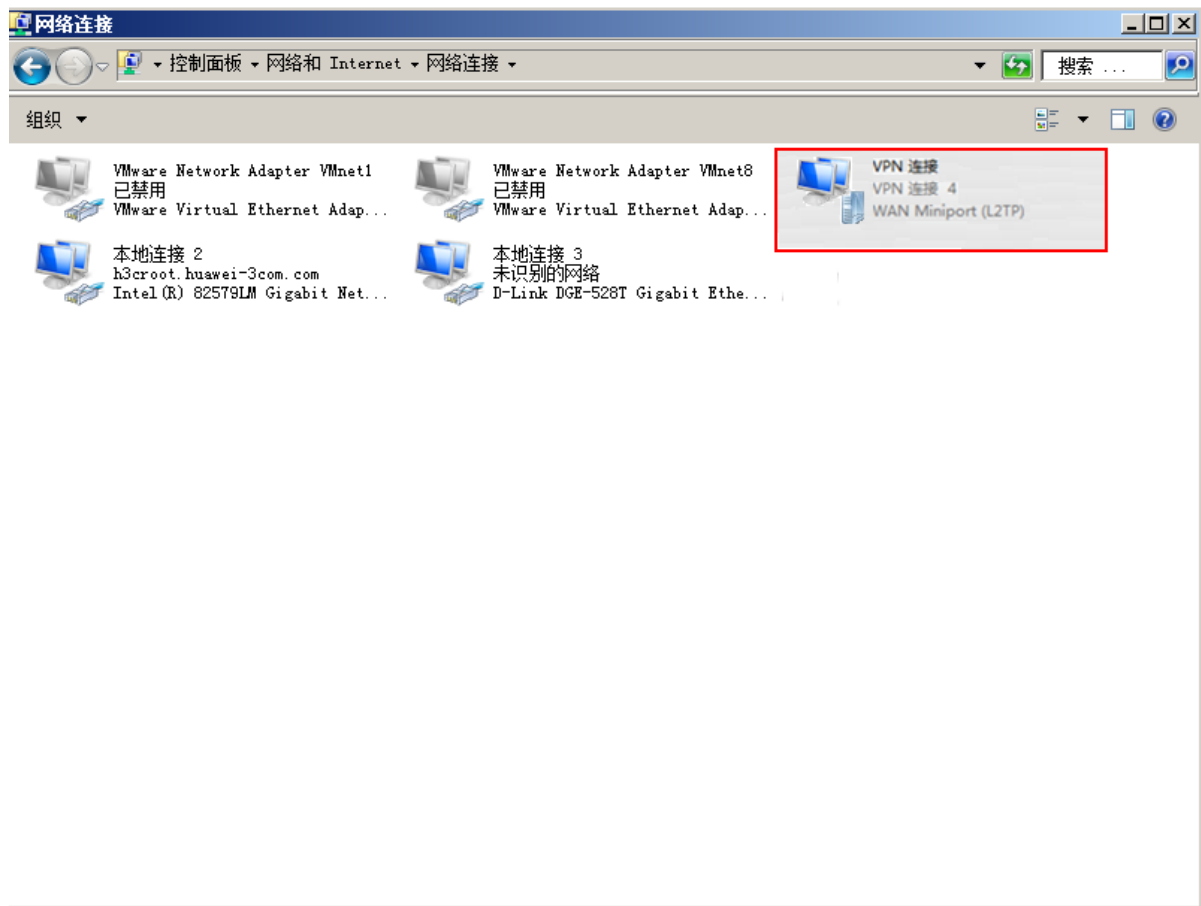 网络连接
控制面板 网络和 Internet 网络连接
搜索 ...
组织
VMware Network Adapter VMnet1
已禁用
VMware Virtual Ethernet Adap...
VMware Network Adapter VMnet8
已禁用
VMware Virtual Ethernet Adap...
VPN 连接
VPN 连接 4
WAN Miniport (L2TP)
本地连接 2
h3croot.huawei-3com.com
Intel(R) 82579LM Gigabit Net...
本地连接 3
未识别的网络
D-Link DGE-528T Gigabit Ethe...